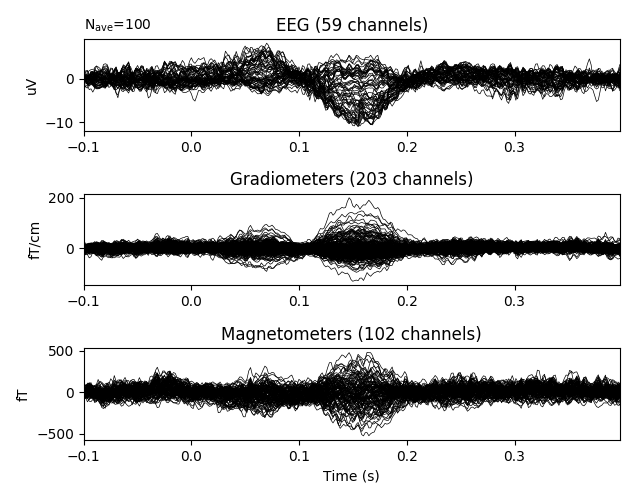 N_ave=100
EEG (59 channels)
uV
0
−10
−0.1 0.0 0.1 0.2 0.3
Gradiometers (203 channels)
fT/cm
200
0
−0.1 0.0 0.1 0.2 0.3
Magnetometers (102 channels)
fT
500
0
−500
−0.1 0.0 0.1 0.2 0.3
Time (s)